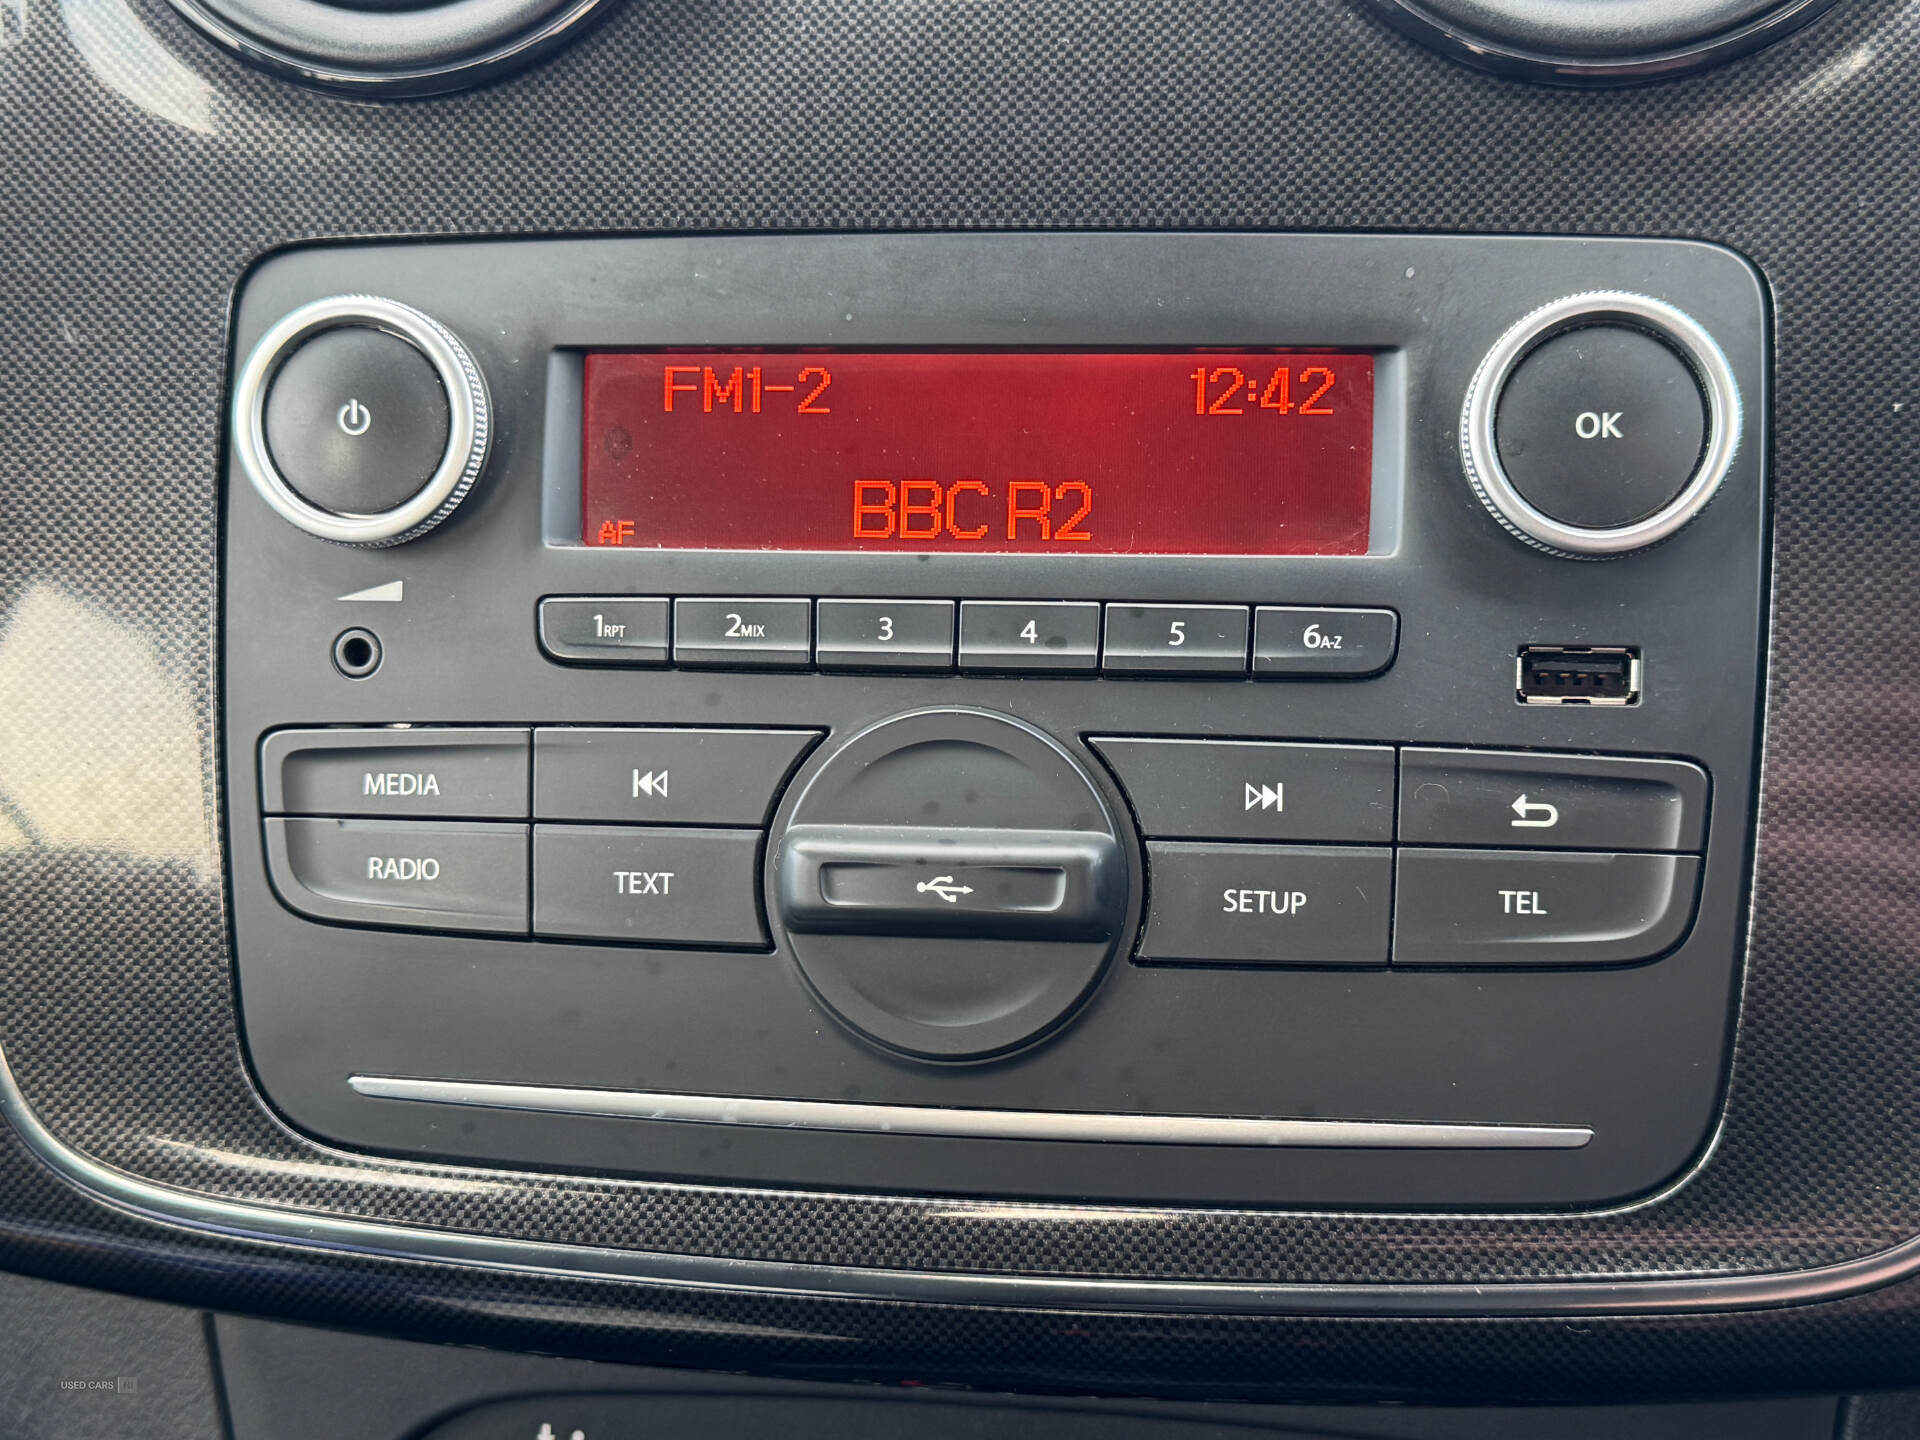 FM1-2 12:42
BBC R2
AF
OK
1RPT 2MIX 3 4 5 6A-Z
MEDIA
RADIO TEXT SETUP TEL
USED CARS NI